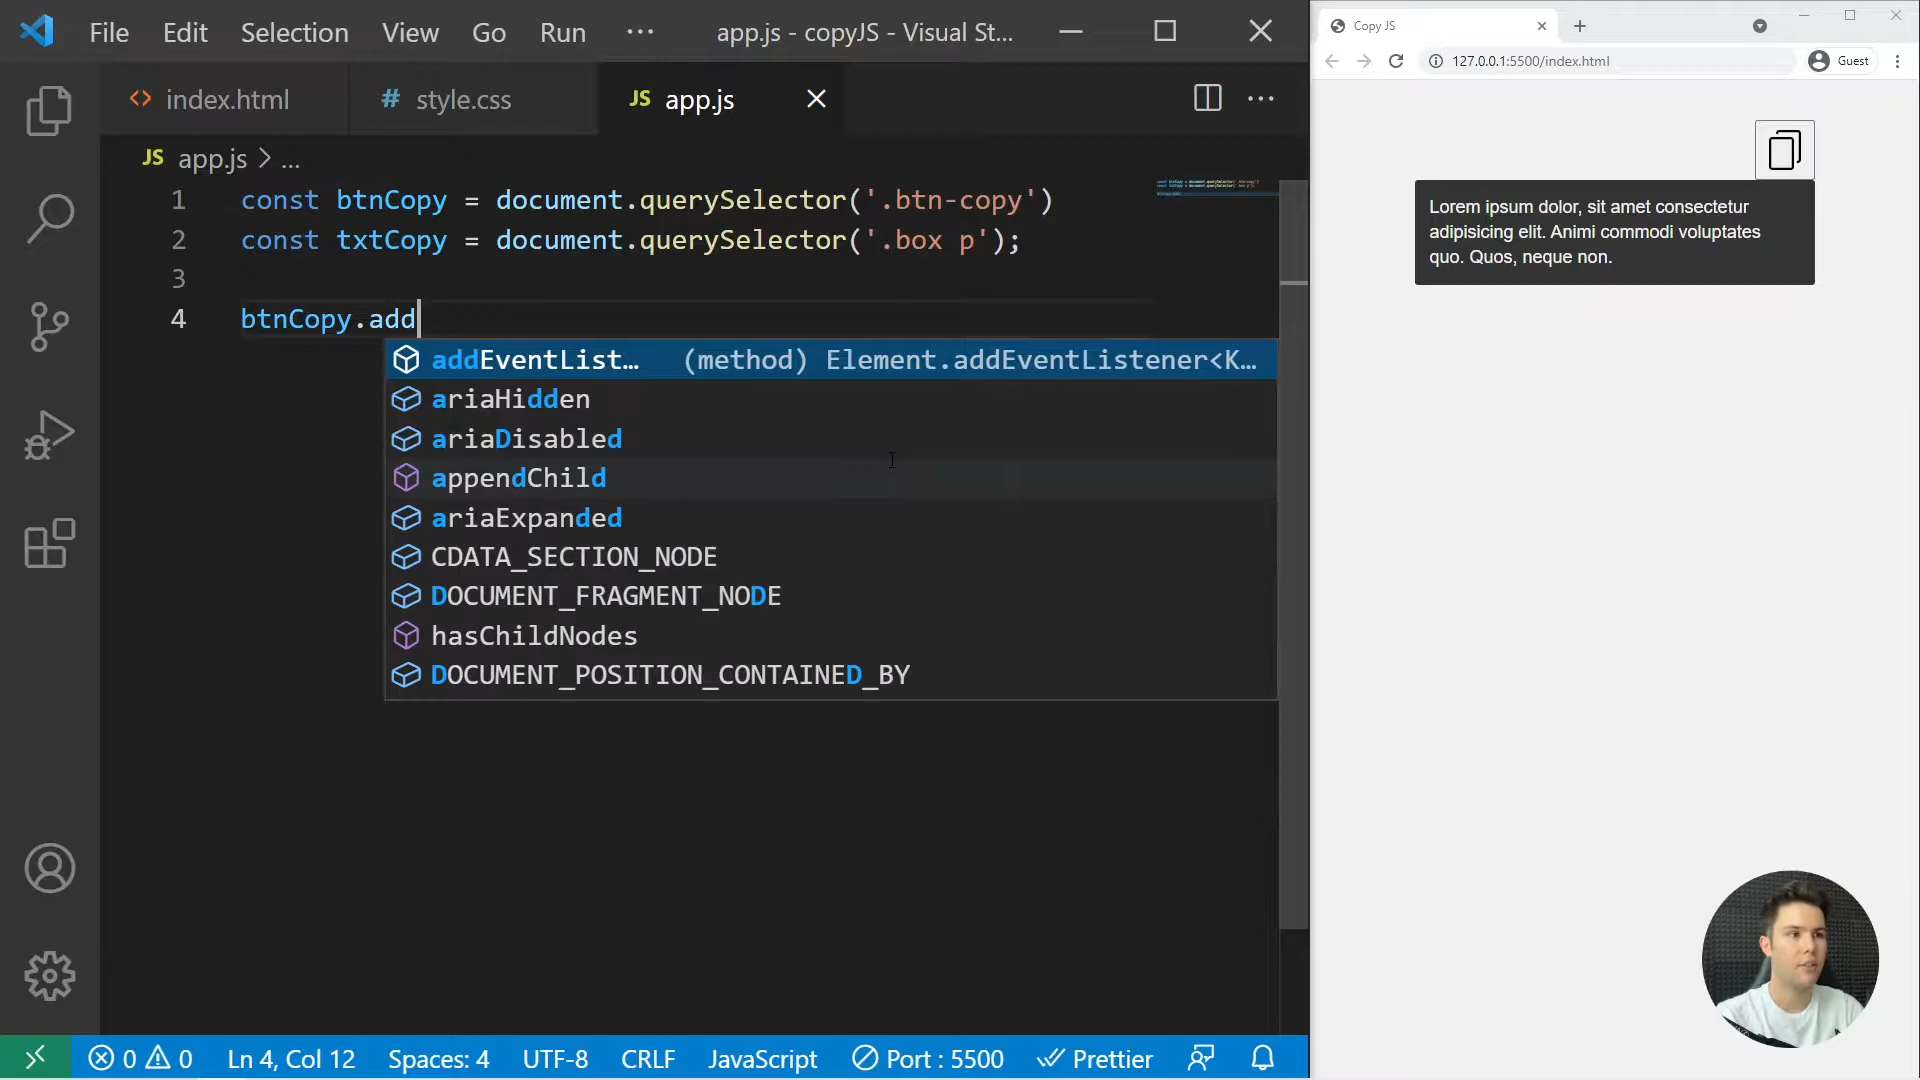 File Edit Selection View Go Run ··· app.js - copyJS - Visual St...
index.html
# style.css
JS app.js
JS app.js > ...
1 const btnCopy = document.querySelector('.btn-copy')
2 const txtCopy = document.querySelector('.box p');
3
4 btnCopy.add
addEventList… (method) Element.addEventListener<K…
ariaHidden
ariaDisabled
appendChild
ariaExpanded
CDATA_SECTION_NODE
DOCUMENT_FRAGMENT_NODE
hasChildNodes
DOCUMENT_POSITION_CONTAINED_BY
0 0 Ln 4, Col 12 Spaces: 4 UTF-8 CRLF JavaScript Port : 5500 Prettier
Copy JS
127.0.0.1:5500/index.html Guest
Lorem ipsum dolor, sit amet consectetur
adipisicing elit. Animi commodi voluptates
quo. Quos, neque non.